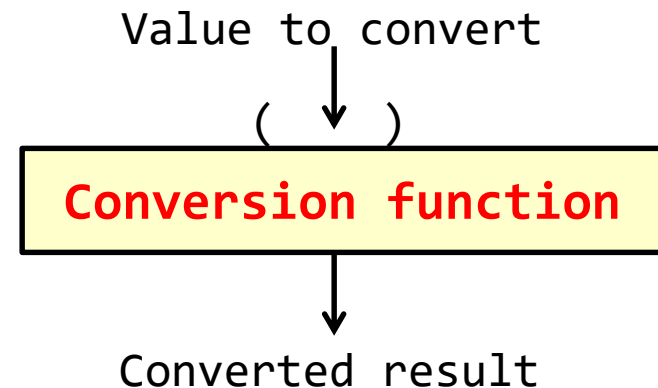 Value to convert
( )
Conversion function
Converted result